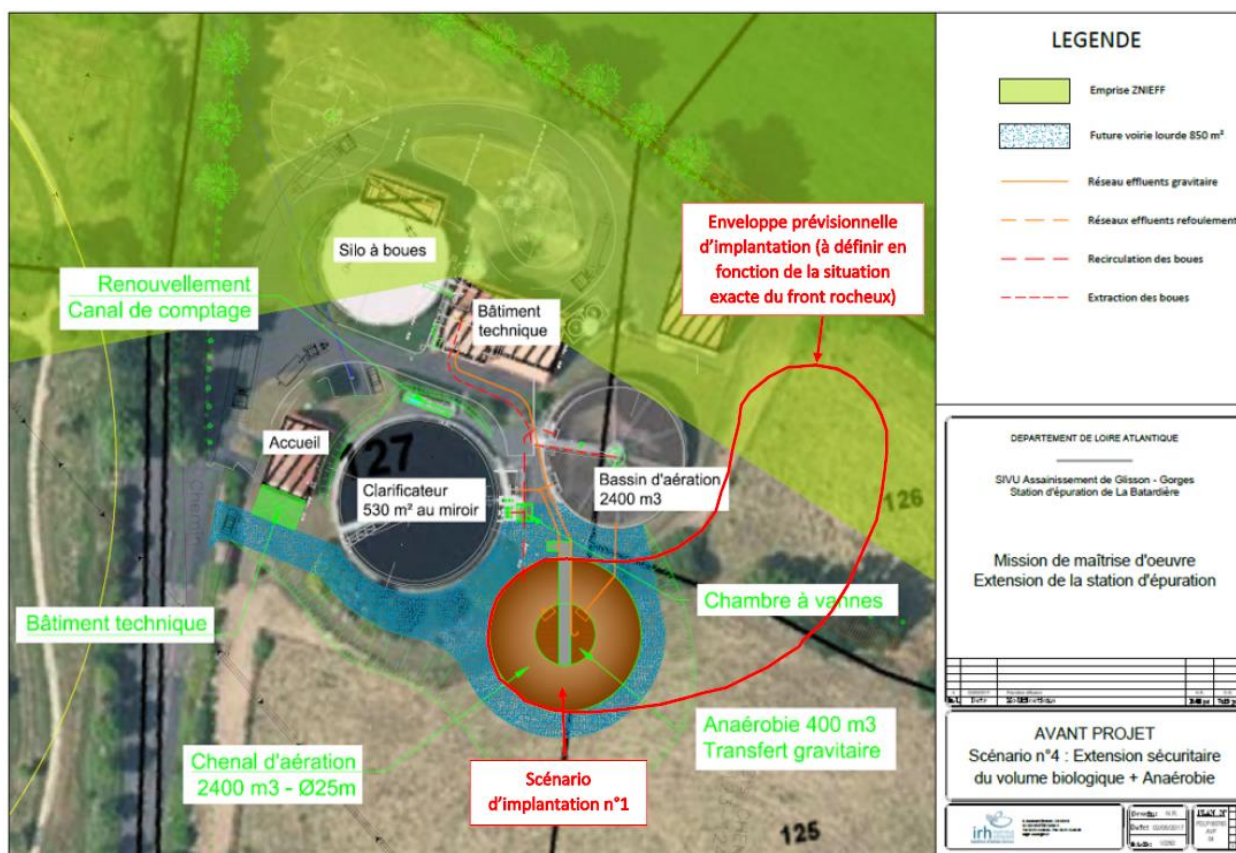 Silo à boues
Renouvellement
Canal de comptage
Bâtiment
technique
Enveloppe prévisionnelle
d'implantation (à définir en
fonction de la situation
exacte du front rocheux)
Accueil
127
Clarificateur
530 m² au miroir
Bassin d'aération
2400 m3
126
Bâtiment technique
Chambre à vannes
Chenal d'aération
2400 m3 - Ø25m
Scénario
d'implantation n°1
Anaérobie 400 m3
Transfert gravitaire
125
LEGENDE
Emprise ZNIEFF
Future voirie lourde 850 m²
Réseau effluents gravitaire
Réseaux effluents refoulement
Recirculation des boues
Extraction des boues
DEPARTEMENT DE LOIRE ATLANTIQUE
SIVU Assainissement de Glisson - Gorges
Station d'épuration de La Batardière
Mission de maîtrise d'oeuvre
Extension de la station d'épuration
Date
AVANT PROJET
Scénario n°4 : Extension sécuritaire
du volume biologique + Anaérobie
irh
N.R.
Date: